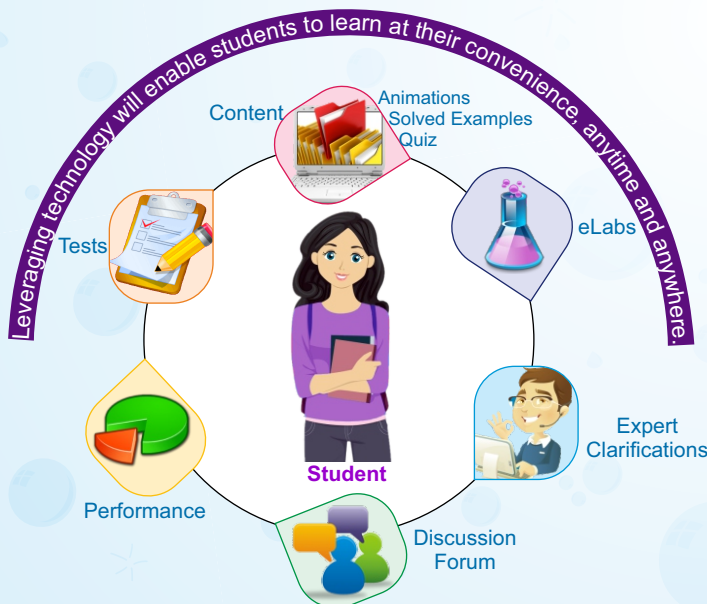 Leveraging technology will enable students to learn at their convenience, anytime and anywhere.
Content
Animations
Solved Examples
Quiz
eLabs
Expert
Clarifications
Discussion
Forum
Performance
Tests
Student